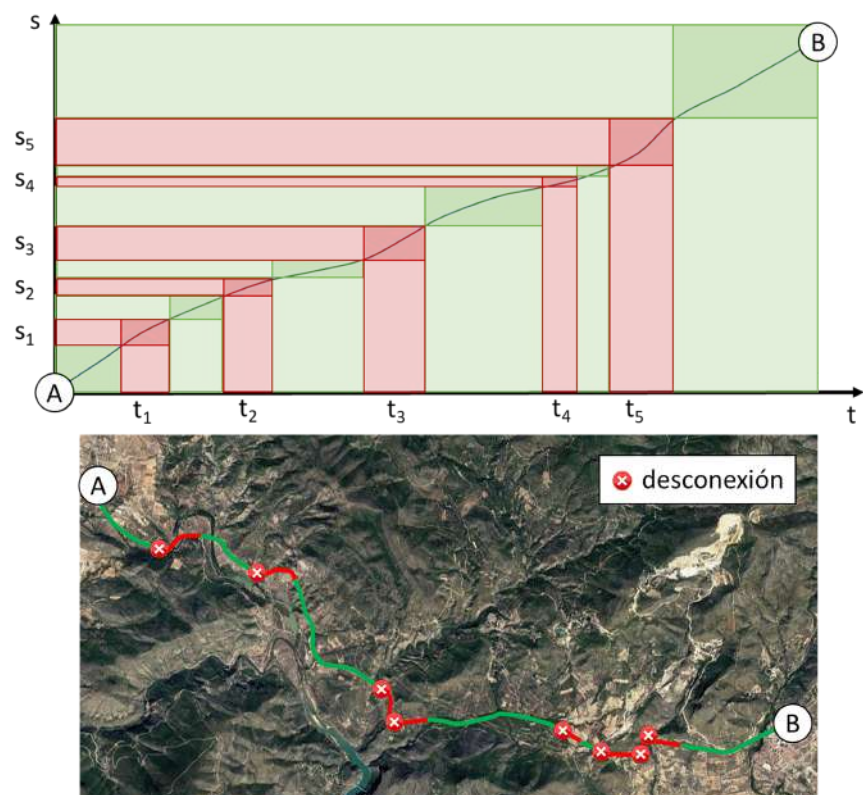 s
B
s₅
s₄
s₃
s₂
s₁
A
t₁ t₂ t₃ t₄ t₅ t
A
desconexión
B